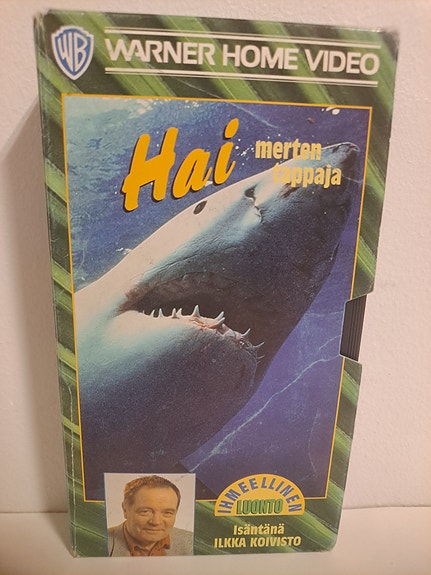 WB WARNER HOME VIDEO
Hai merten
tappaja
IHMEELLINEN
LUONTO
Isäntänä
ILKKA KOIVISTO